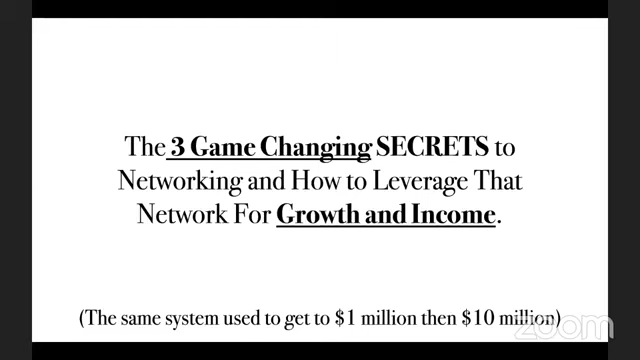 The 3 Game Changing SECRETS to
Networking and How to Leverage That
Network For Growth and Income.
(The same system used to get to $1 million then $10 million)
zoom